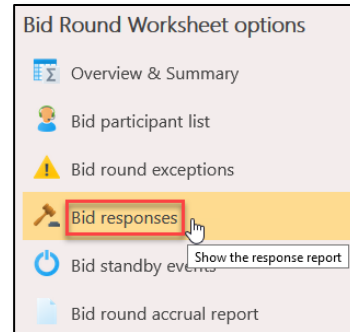 Bid Round Worksheet options
Overview & Summary
Bid participant list
Bid round exceptions
Bid responses
Show the response report
Bid standby events
Bid round accrual report